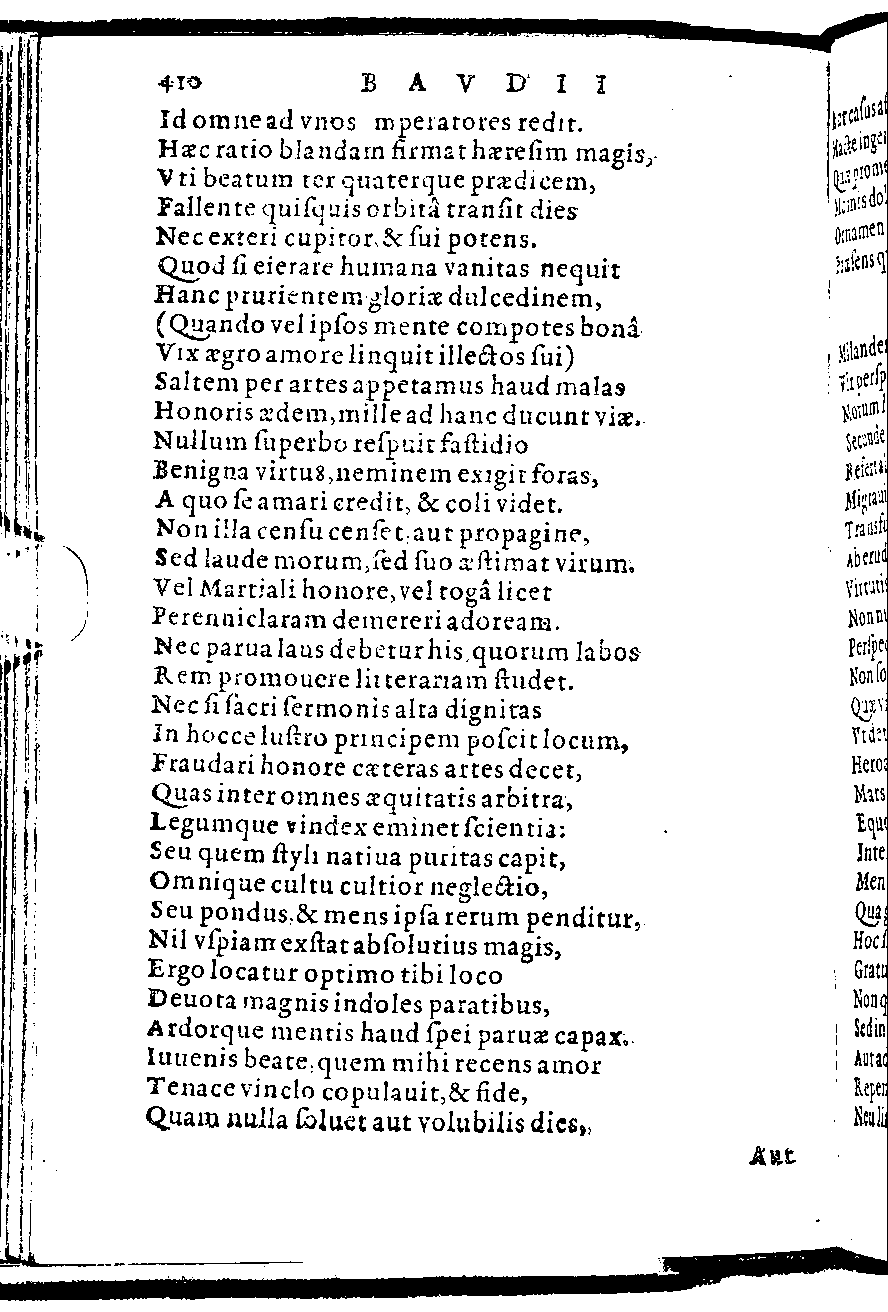 410 B A V D I I
Id omne ad vnos mperatores redit.
Hæc ratio blandam firmat hæresim magis,
Vti beatum ter quaterque prædicem,
Fallente quiſquis orbitâ tranſit dies
Nec exteri cupitor, & ſui potens.
Quod ſi eierare humana vanitas nequit
Hanc prurientem gloriæ dulcedinem,
(Quando vel ipſos mente compotes bonâ
Vix ægro amore linquit illectos ſui)
Saltem per artes appetamus haud malas
Honoris ædem, mille ad hanc ducunt viæ.
Nullum ſuperbo reſpuit faſtidio
Benigna virtus, neminem exigit foras,
A quo ſe amari credit, & coli videt.
Non illa cenſu cenſet, aut propagine,
Sed laude morum, ſed ſuo æſtimat virum.
Vel Martiali honore, vel togâ licet
Perenni claram demereri adoream.
Nec parua laus debetur his, quorum labos
Rem promouere litterariam ſtudet.
Nec ſi ſacri ſermonis alta dignitas
In hocce luſtro principem poſcit locum,
Fraudari honore cæteras artes decet,
Quas inter omnes æquitatis arbitra,
Legumque vindex eminet ſcientia:
Seu quem ſtyli natiua puritas capit,
Omnique cultu cultior neglectio,
Seu pondus, & mens ipſa rerum penditur,
Nil vſpiam exſtat abſolutius magis,
Ergo locatur optimo tibi loco
Deuota magnis indoles paratibus,
Ardorque mentis haud ſpei paruæ capax.
Iuuenis beate, quem mihi recens amor
Tenace vinclo copulauit, & fide,
Quam nulla ſoluet aut volubilis dies,
Aut